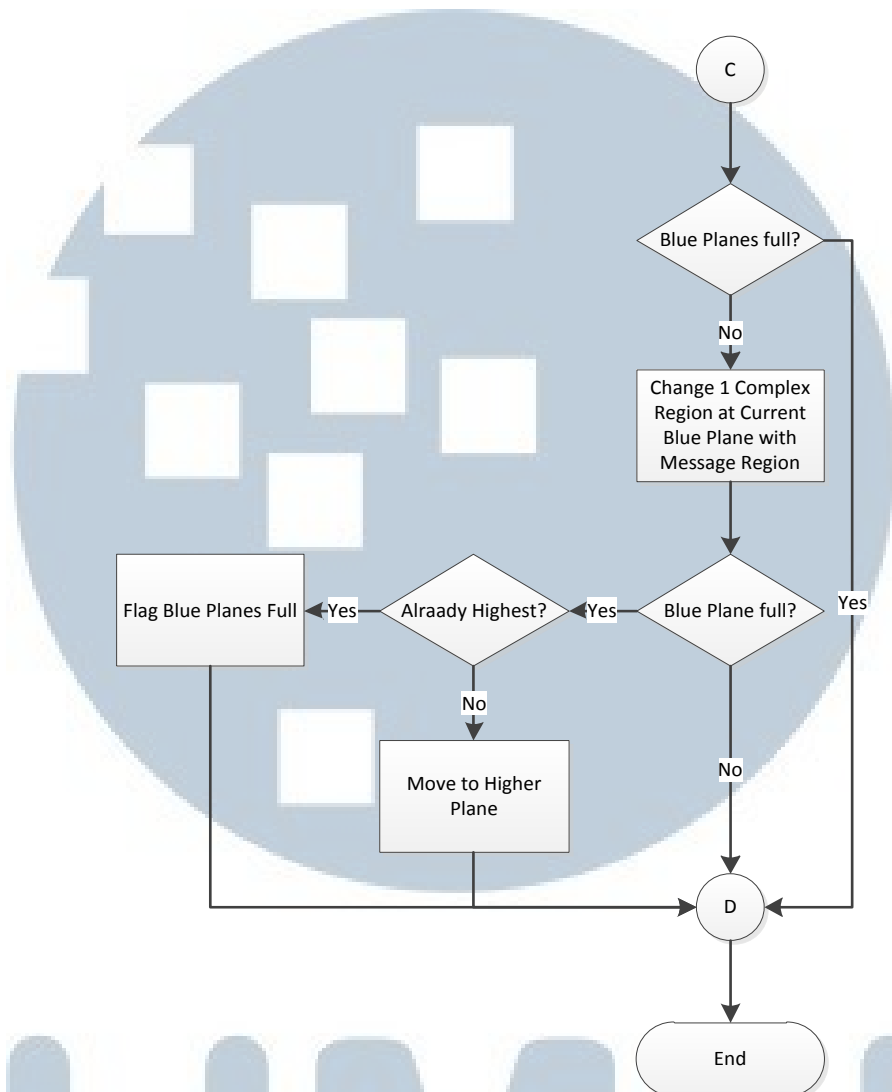 C
Blue Planes full?
No
Change 1 Complex
Region at Current
Blue Plane with
Message Region
Flag Blue Planes Full
Yes
Alraady Highest?
Yes
Blue Plane full?
Yes
No
Move to Higher
Plane
No
D
End